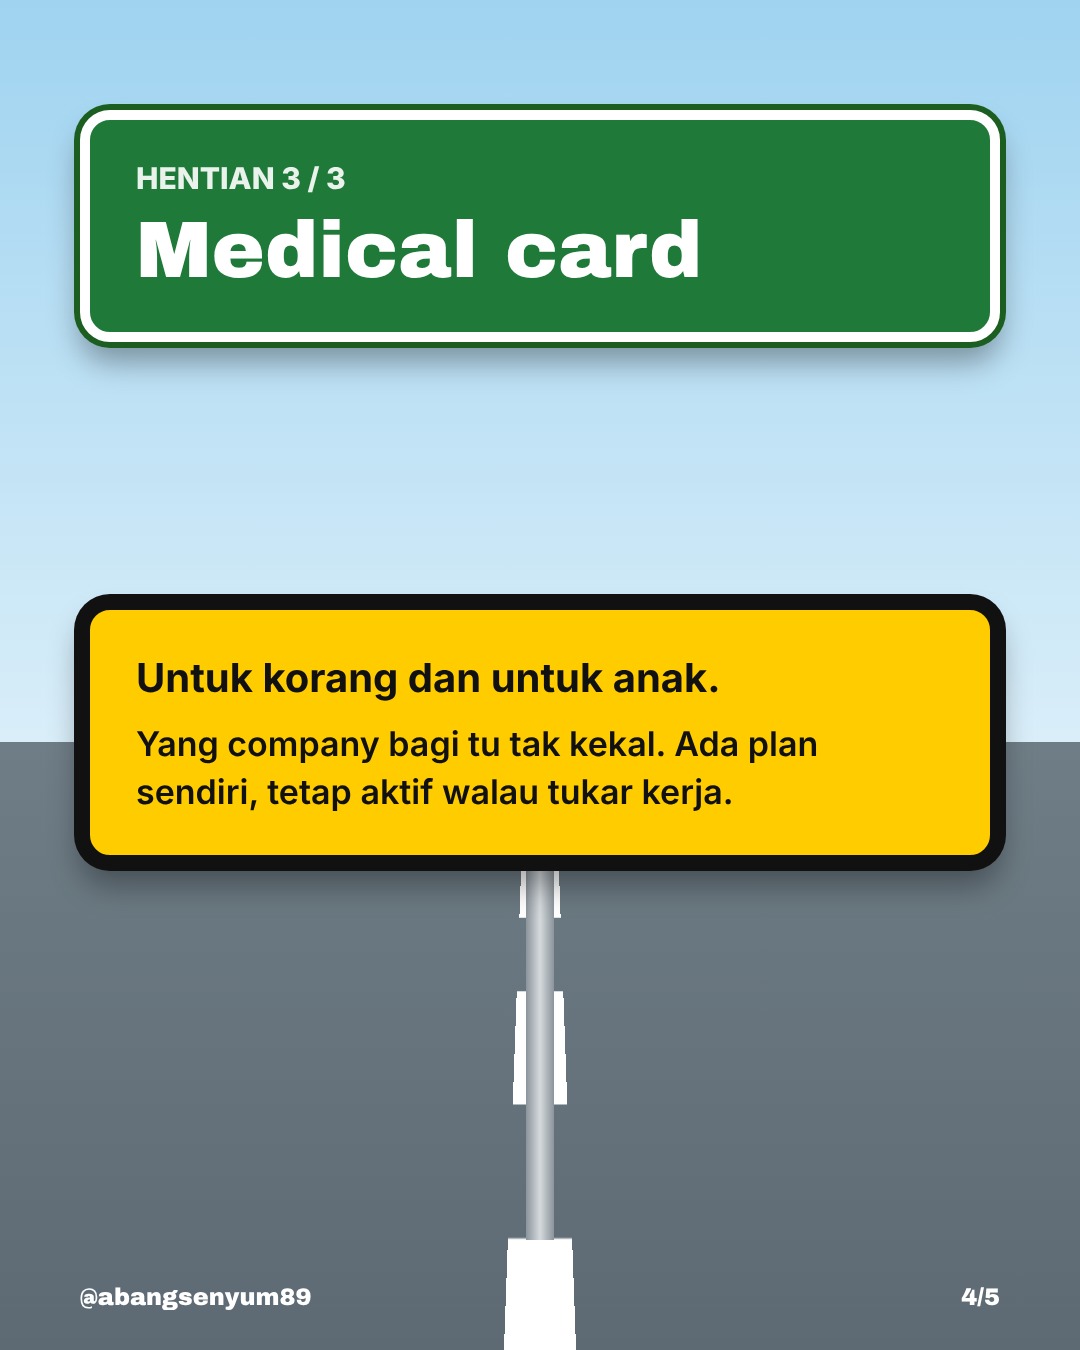 HENTIAN 3 / 3
Medical card
Untuk korang dan untuk anak.
Yang company bagi tu tak kekal. Ada plan
sendiri, tetap aktif walau tukar kerja.
@abangsenyum89
4/5